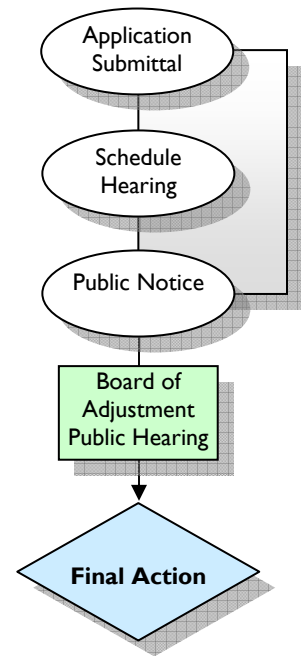 Application
Submittal
Schedule
Hearing
Public Notice
Board of
Adjustment
Public Hearing
Final Action